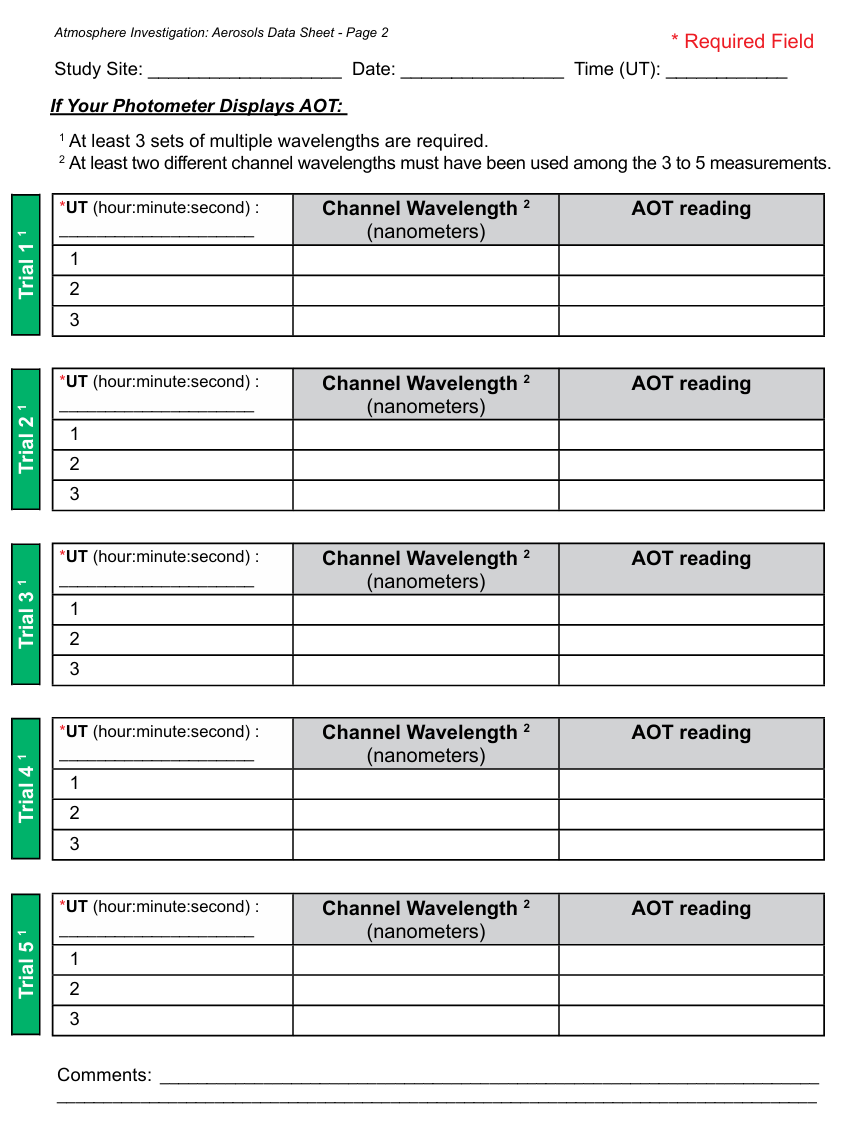 Atmosphere Investigation: Aerosols Data Sheet - Page 2
* Required Field
Study Site: ___________________ Date: ________________ Time (UT): ____________
If Your Photometer Displays AOT:
¹ At least 3 sets of multiple wavelengths are required.
² At least two different channel wavelengths must have been used among the 3 to 5 measurements.
Trial 1 ¹
*UT (hour:minute:second) : _____________________
Channel Wavelength ²
(nanometers)
AOT reading
1
2
3
Trial 2 ¹
*UT (hour:minute:second) : _____________________
Channel Wavelength ²
(nanometers)
AOT reading
1
2
3
Trial 3 ¹
*UT (hour:minute:second) : _____________________
Channel Wavelength ²
(nanometers)
AOT reading
1
2
3
Trial 4 ¹
*UT (hour:minute:second) : _____________________
Channel Wavelength ²
(nanometers)
AOT reading
1
2
3
Trial 5 ¹
*UT (hour:minute:second) : _____________________
Channel Wavelength ²
(nanometers)
AOT reading
1
2
3
Comments: ______________________________________________________________________